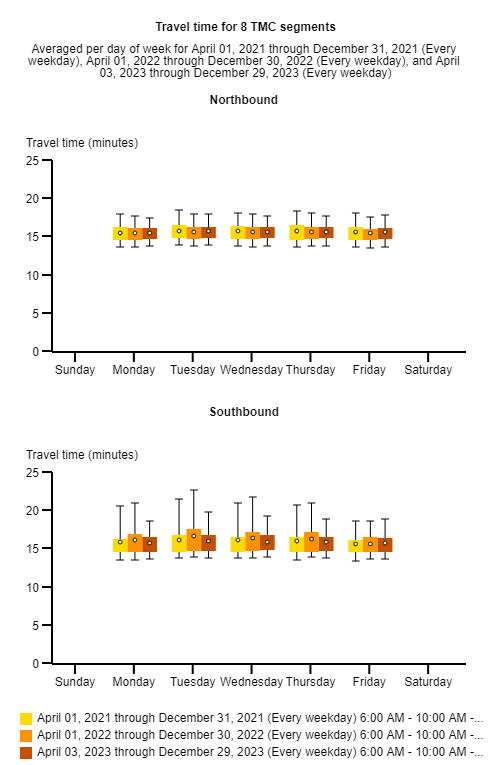 Travel time for 8 TMC segments
Averaged per day of week for April 01, 2021 through December 31, 2021 (Every
weekday), April 01, 2022 through December 30, 2022 (Every weekday), and April
03, 2023 through December 29, 2023 (Every weekday)
Northbound
Travel time (minutes)
25
20
15
10
5
0
Sunday Monday Tuesday Wednesday Thursday Friday Saturday
Southbound
Travel time (minutes)
25
20
15
10
5
0
Sunday Monday Tuesday Wednesday Thursday Friday Saturday
April 01, 2021 through December 31, 2021 (Every weekday) 6:00 AM - 10:00 AM -...
April 01, 2022 through December 30, 2022 (Every weekday) 6:00 AM - 10:00 AM -...
April 03, 2023 through December 29, 2023 (Every weekday) 6:00 AM - 10:00 AM -...